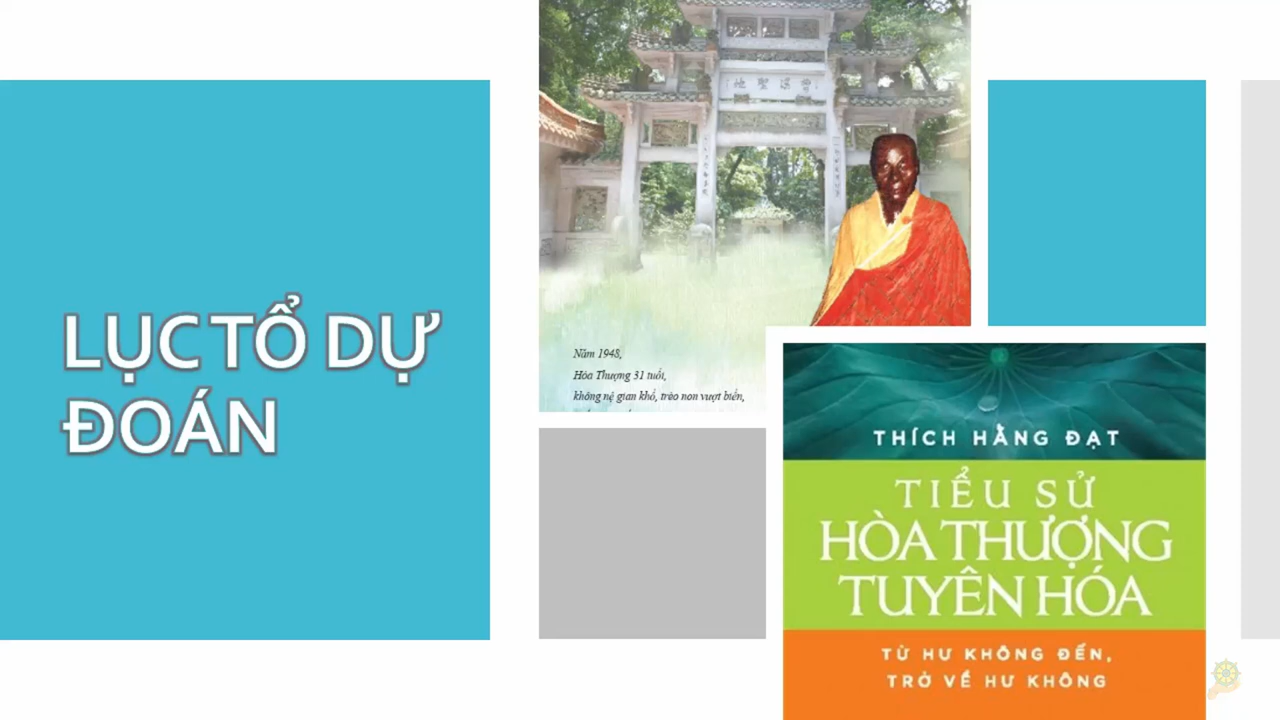 LỤC TỔ DỰ
ĐOÁN
Năm 1948,
Hòa Thượng 31 tuổi,
không nệ gian khổ, trèo non vượt biển,
THÍCH HẰNG ĐẠT
TIỂU SỬ
HÒA THƯỢNG
TUYÊN HÓA
TỪ HƯ KHÔNG ĐẾN,
TRỞ VỀ HƯ KHÔNG